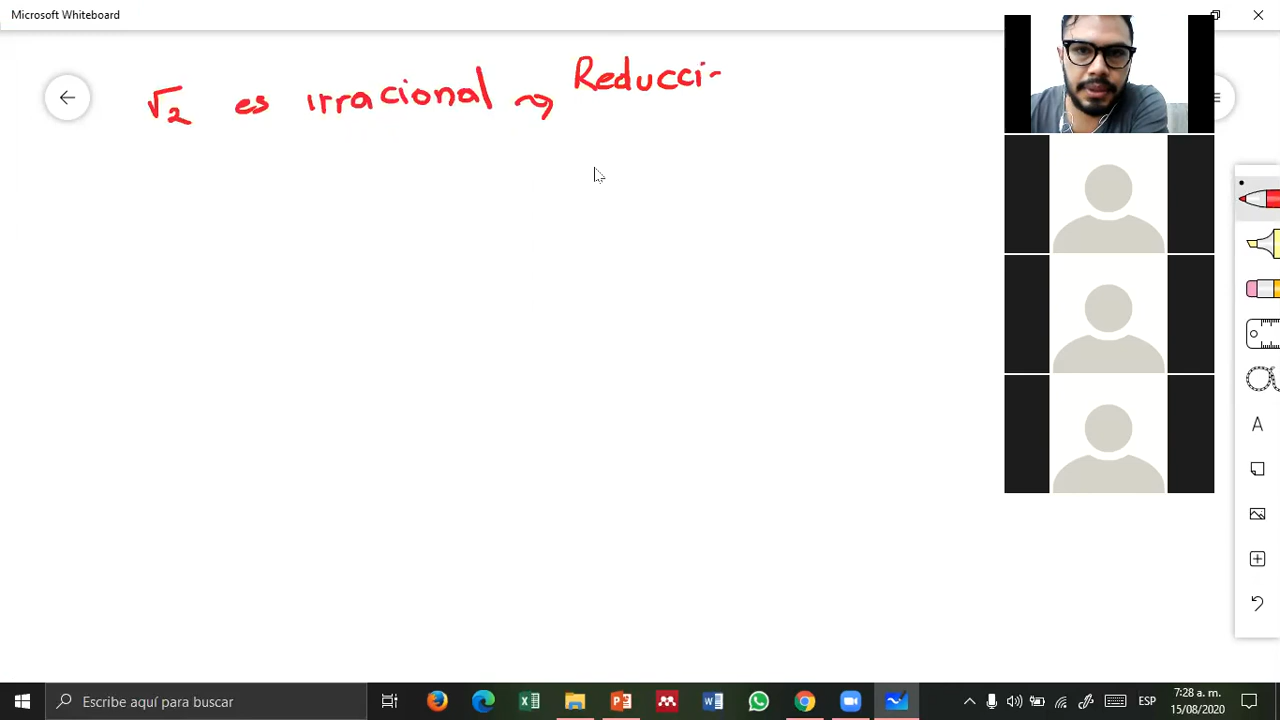 Microsoft Whiteboard
√2 es irracional ⇝ Reducci-
A
Escribe aquí para buscar
ESP
7:28 a. m.
15/08/2020